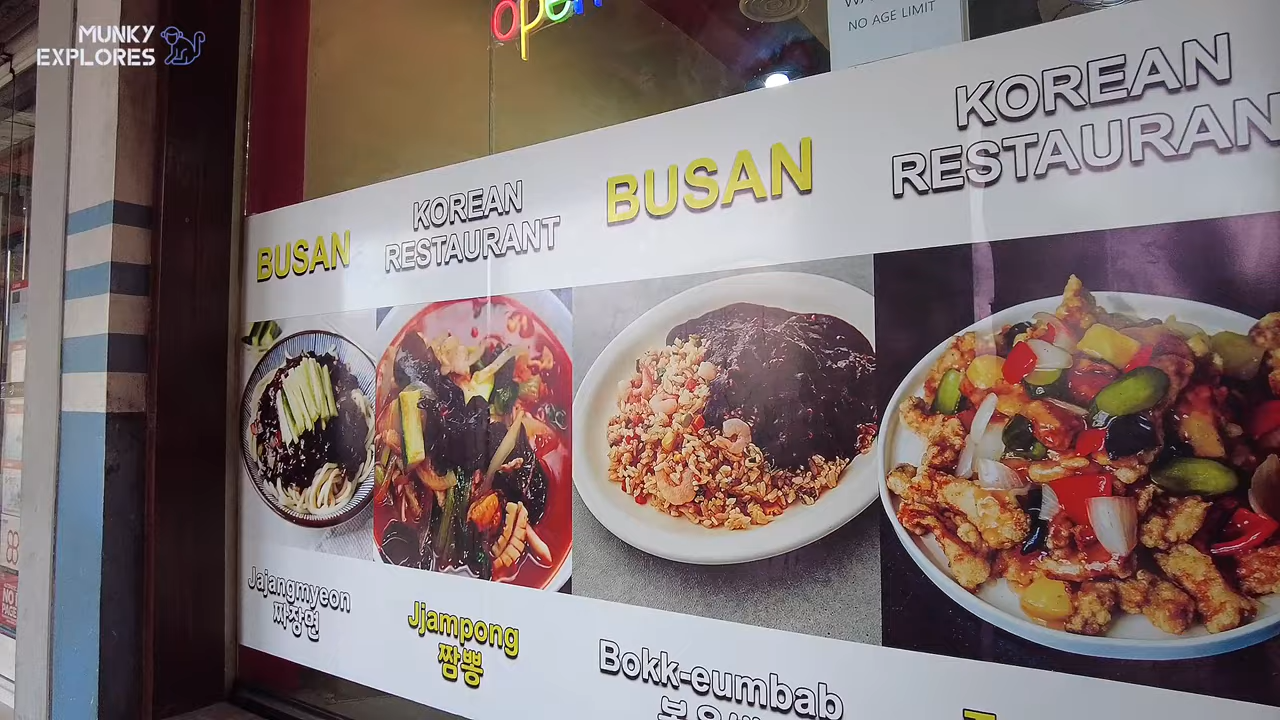 MUNKY
EXPLORES
open
NO AGE LIMIT
BUSAN
KOREAN
RESTAURANT
BUSAN
KOREAN
RESTAURAN
Jajangmyeon
짜장면
Jjampong
짬뽕
Bokk-eumbab